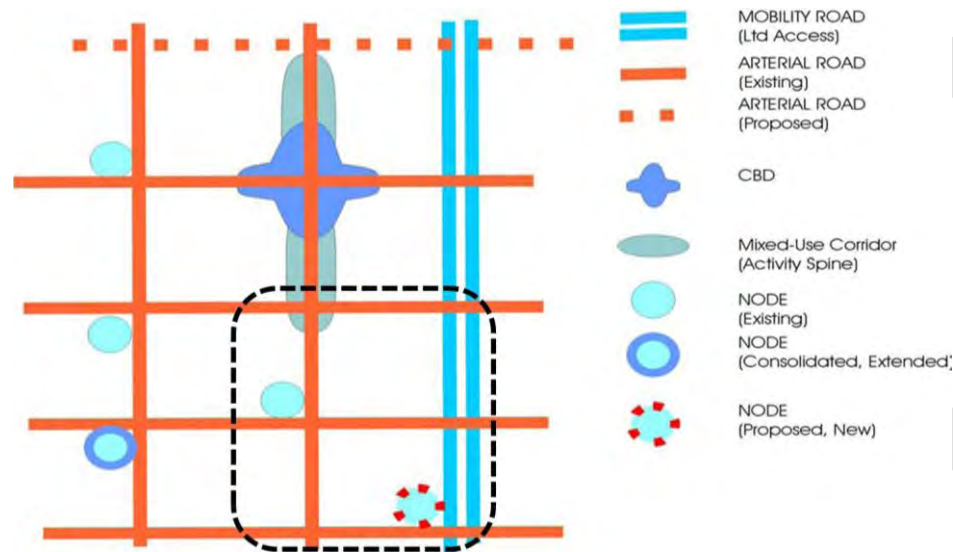 MOBILITY ROAD
(Ltd Access)
ARTERIAL ROAD
(Existing)
ARTERIAL ROAD
(Proposed)
CBD
Mixed-Use Corridor
(Activity Spine)
NODE
(Existing)
NODE
(Consolidated, Extended)
NODE
(Proposed, New)